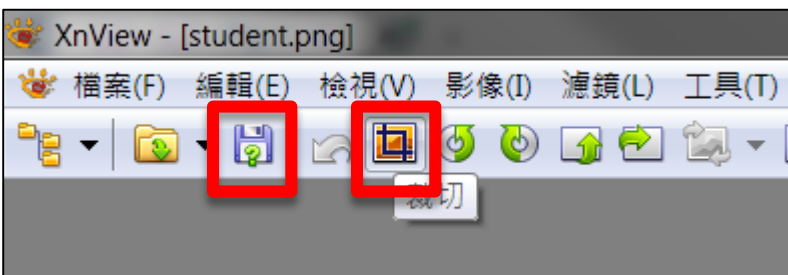 XnView - [student.png]
檔案(F) 編輯(E) 檢視(V) 影像(I) 濾鏡(L) 工具(T)
裁切